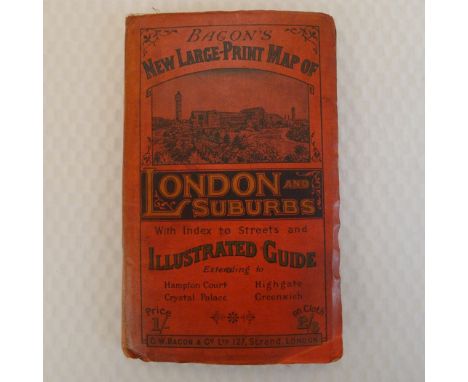 BACON'S
NEW LARGE-PRINT MAP OF
LONDON AND
SUBURBS
With Index to Streets and
ILLUSTRATED GUIDE
Extending to
Hampton Court Highgate
Crystal Palace Greenwich
Price on Cloth
1/-
G.W. BACON & Co LTD 127, Strand, LONDON